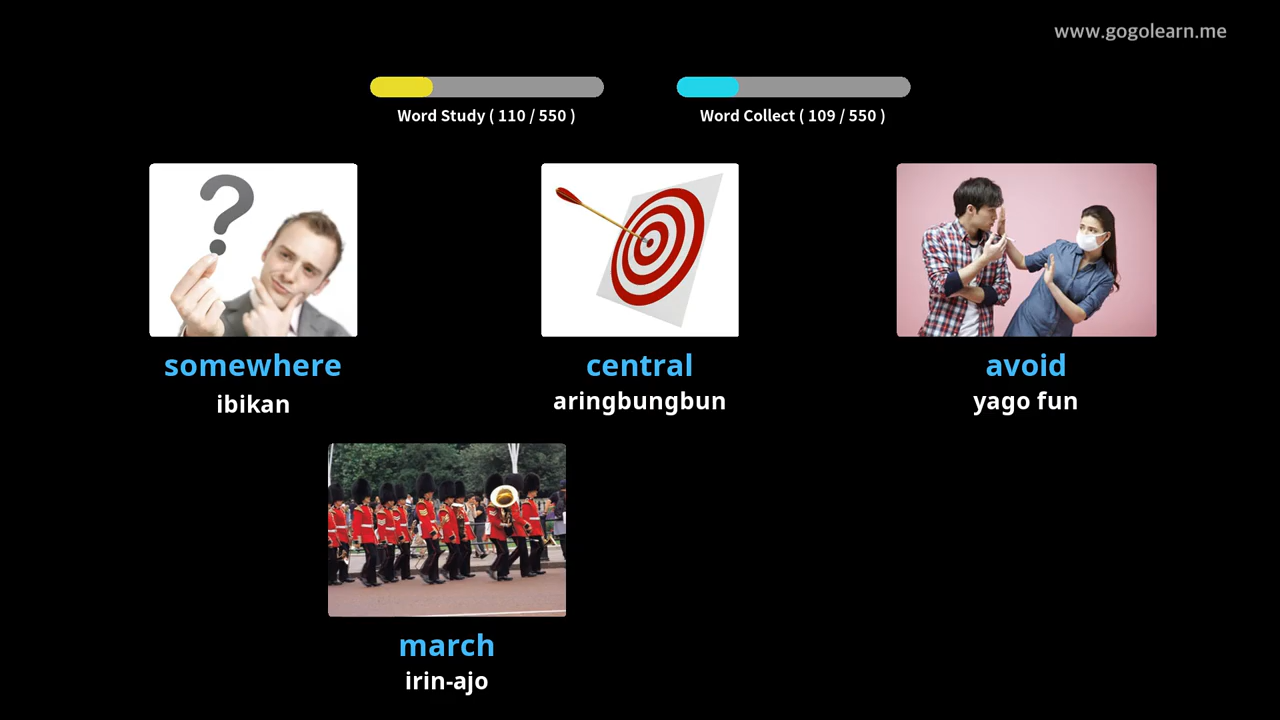 www.gogolearn.me
Word Study ( 110 / 550 )
Word Collect ( 109 / 550 )
somewhere
ibikan
central
aringbungbun
avoid
yago fun
march
irin-ajo